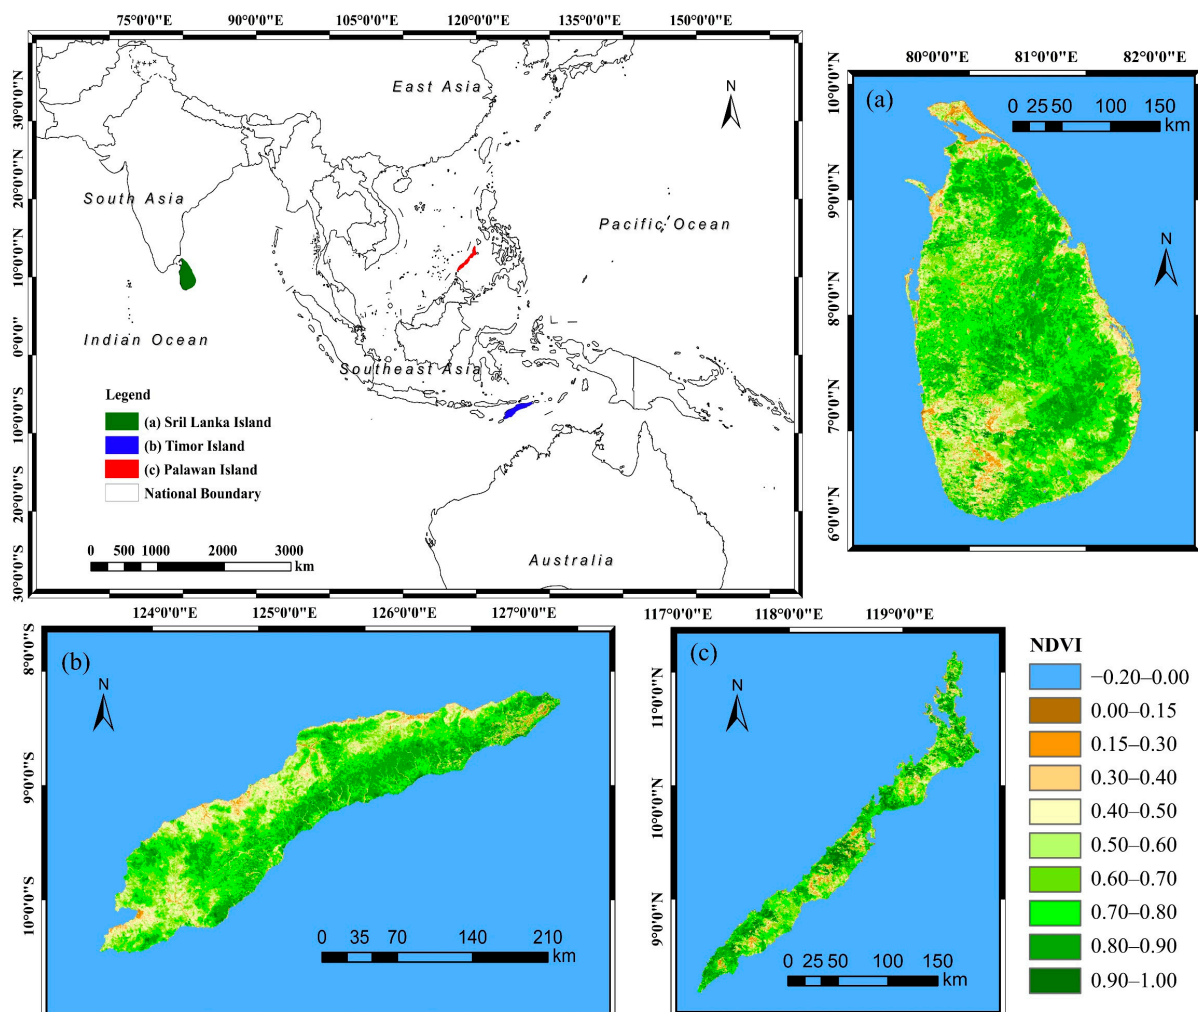 75°0'0"E 90°0'0"E 105°0'0"E 120°0'0"E 135°0'0"E 150°0'0"E
30°0'0"N
20°0'0"N
10°0'0"N
0°0'0"
10°0'0"S
20°0'0"S
30°0'0"S
East Asia
N
South Asia
Pacific Ocean
Indian Ocean
Southeast Asia
Australia
Legend
(a) Sril Lanka Island
(b) Timor Island
(c) Palawan Island
National Boundary
0 500 1000 2000 3000
km
80°0'0"E 81°0'0"E 82°0'0"E
10°0'0"N
9°0'0"N
8°0'0"N
7°0'0"N
6°0'0"N
(a)
0 25 50 100 150
km
N
124°0'0"E 125°0'0"E 126°0'0"E 127°0'0"E
8°0'0"S
9°0'0"S
10°0'0"S
(b)
N
0 35 70 140 210
km
117°0'0"E 118°0'0"E 119°0'0"E
11°0'0"N
10°0'0"N
9°0'0"N
(c)
N
0 25 50 100 150
km
NDVI
−0.20–0.00
0.00–0.15
0.15–0.30
0.30–0.40
0.40–0.50
0.50–0.60
0.60–0.70
0.70–0.80
0.80–0.90
0.90–1.00